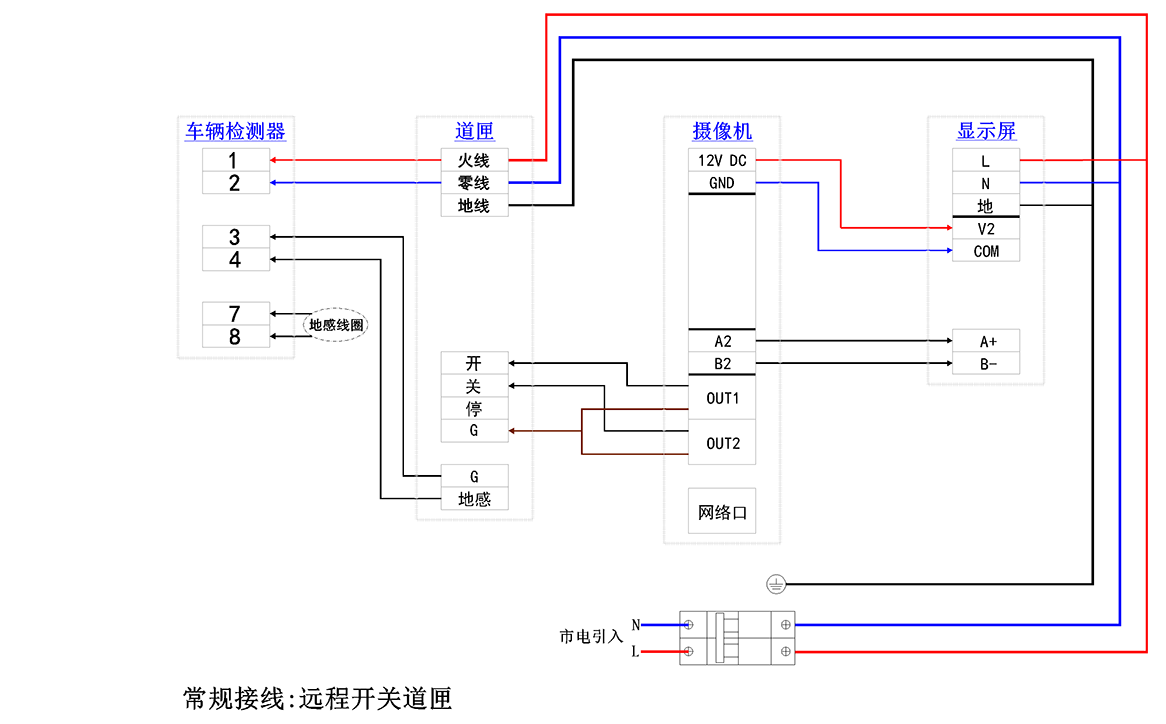 车辆检测器
1
2
3
4
7
8
地感线圈
道匣
火线
零线
地线
开
关
停
G
G
地感
摄像机
12V DC
GND
A2
B2
OUT1
OUT2
网络口
显示屏
L
N
地
V2
COM
A+
B-
市电引入
N
L
常规接线:远程开关道匣